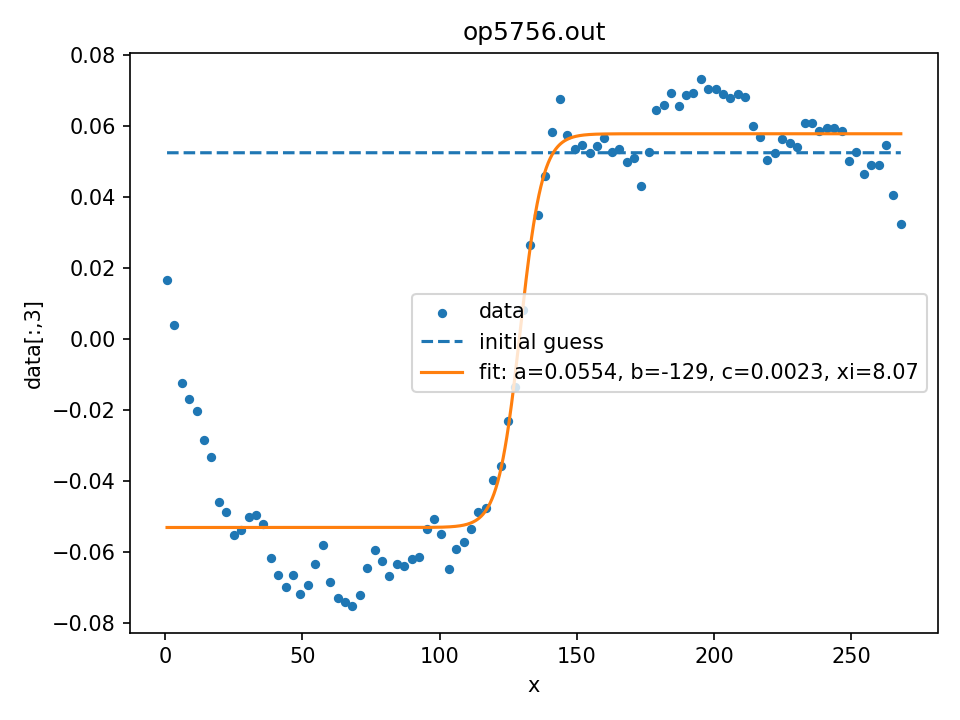 op5756.out
0.08
0.06
0.04
0.02
0.00
−0.02
−0.04
−0.06
−0.08
data[:,3]
data
initial guess
fit: a=0.0554, b=-129, c=0.0023, xi=8.07
0 50 100 150 200 250
x